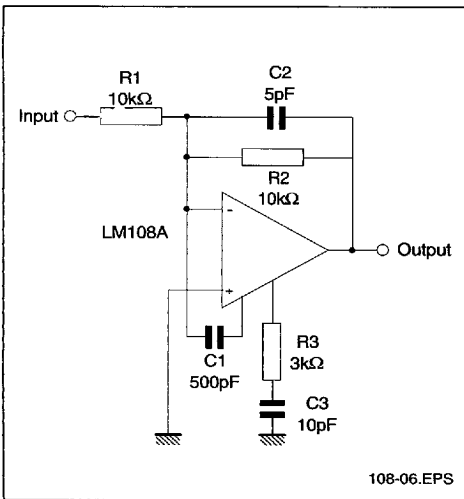 R1
10kΩ
C2
5pF
Input
R2
10kΩ
LM108A
-
+
Output
C1
500pF
R3
3kΩ
C3
10pF
108-06.EPS